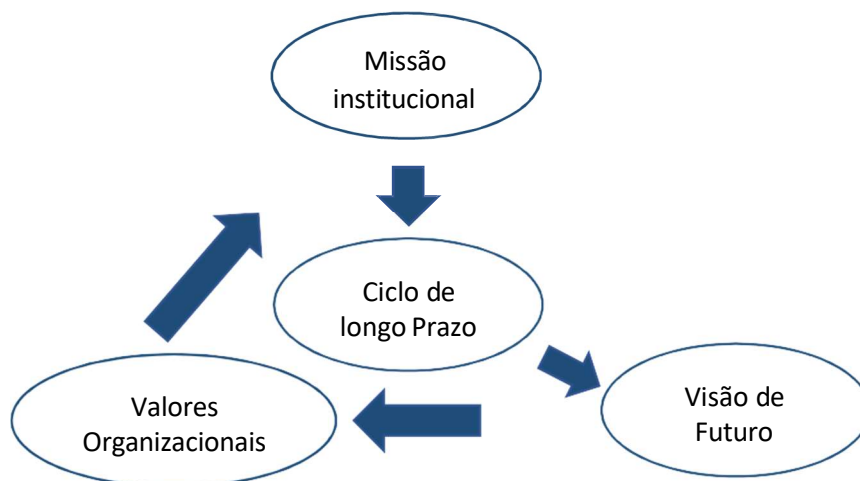 Missão
institucional
Ciclo de
longo Prazo
Visão de
Futuro
Valores
Organizacionais